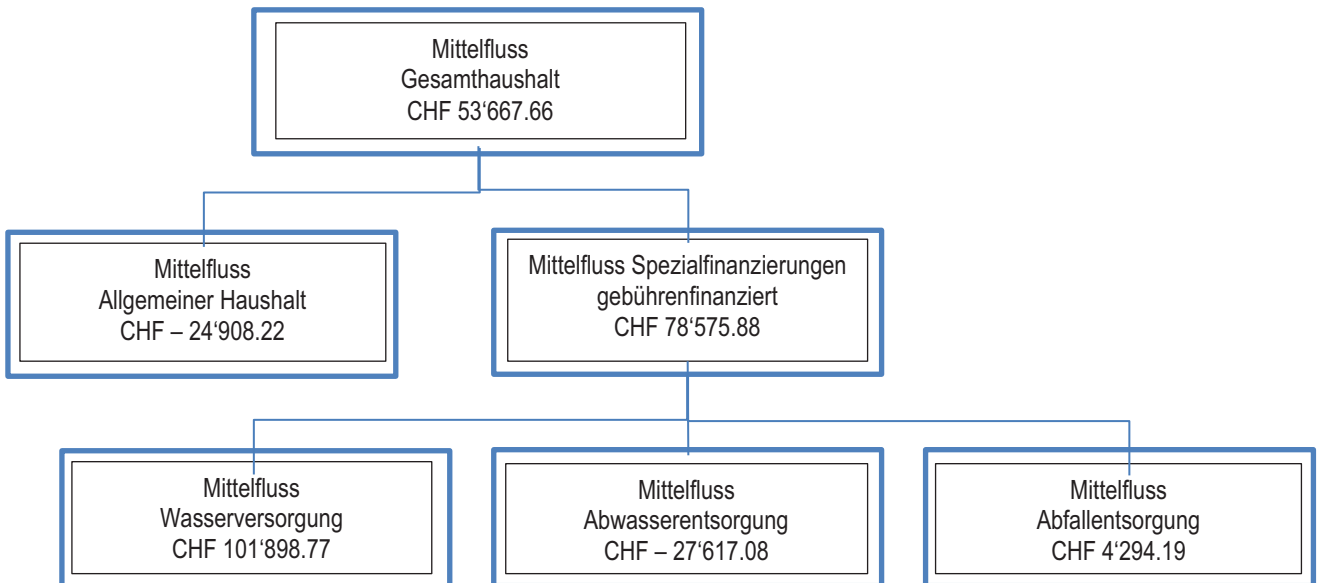 Mittelfluss
Gesamthaushalt
CHF 53‘667.66
Mittelfluss
Allgemeiner Haushalt
CHF – 24‘908.22
Mittelfluss Spezialfinanzierungen
gebührenfinanziert
CHF 78‘575.88
Mittelfluss
Wasserversorgung
CHF 101‘898.77
Mittelfluss
Abwasserentsorgung
CHF – 27‘617.08
Mittelfluss
Abfallentsorgung
CHF 4‘294.19